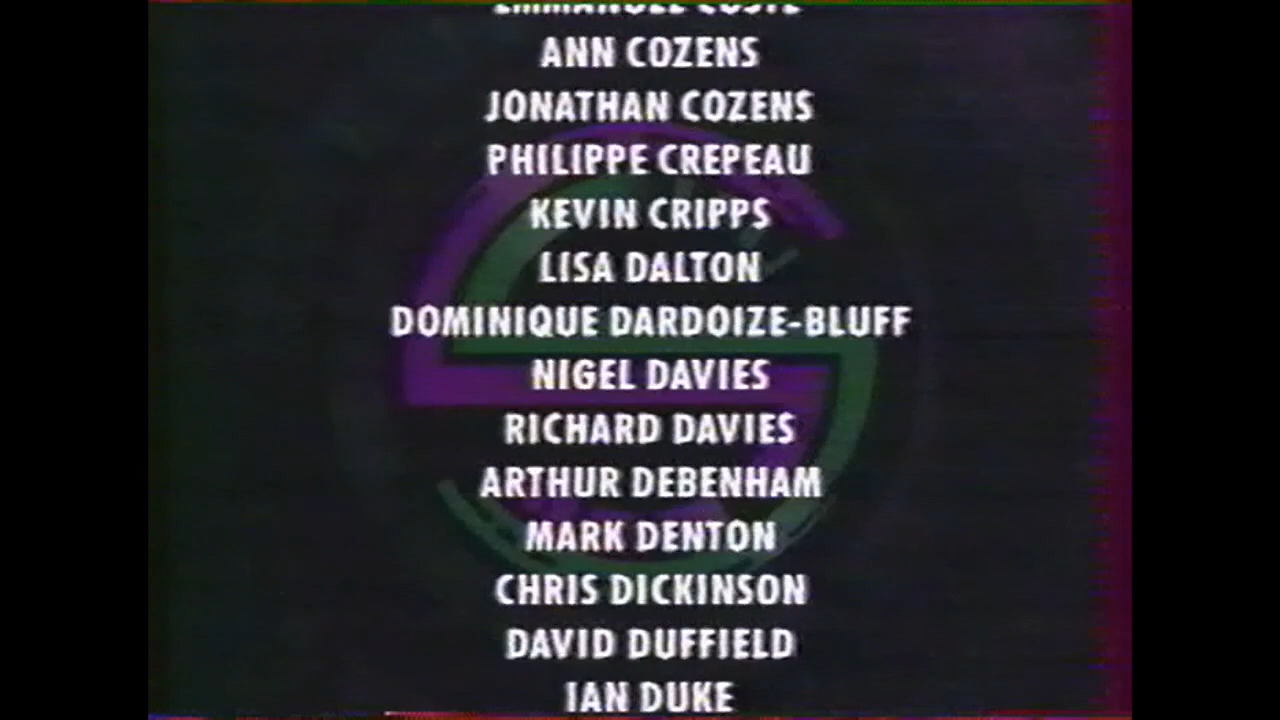 ANN COZENS
JONATHAN COZENS
PHILIPPE CREPEAU
KEVIN CRIPPS
LISA DALTON
DOMINIQUE DARDOIZE-BLUFF
NIGEL DAVIES
RICHARD DAVIES
ARTHUR DEBENHAM
MARK DENTON
CHRIS DICKINSON
DAVID DUFFIELD
IAN DUKE